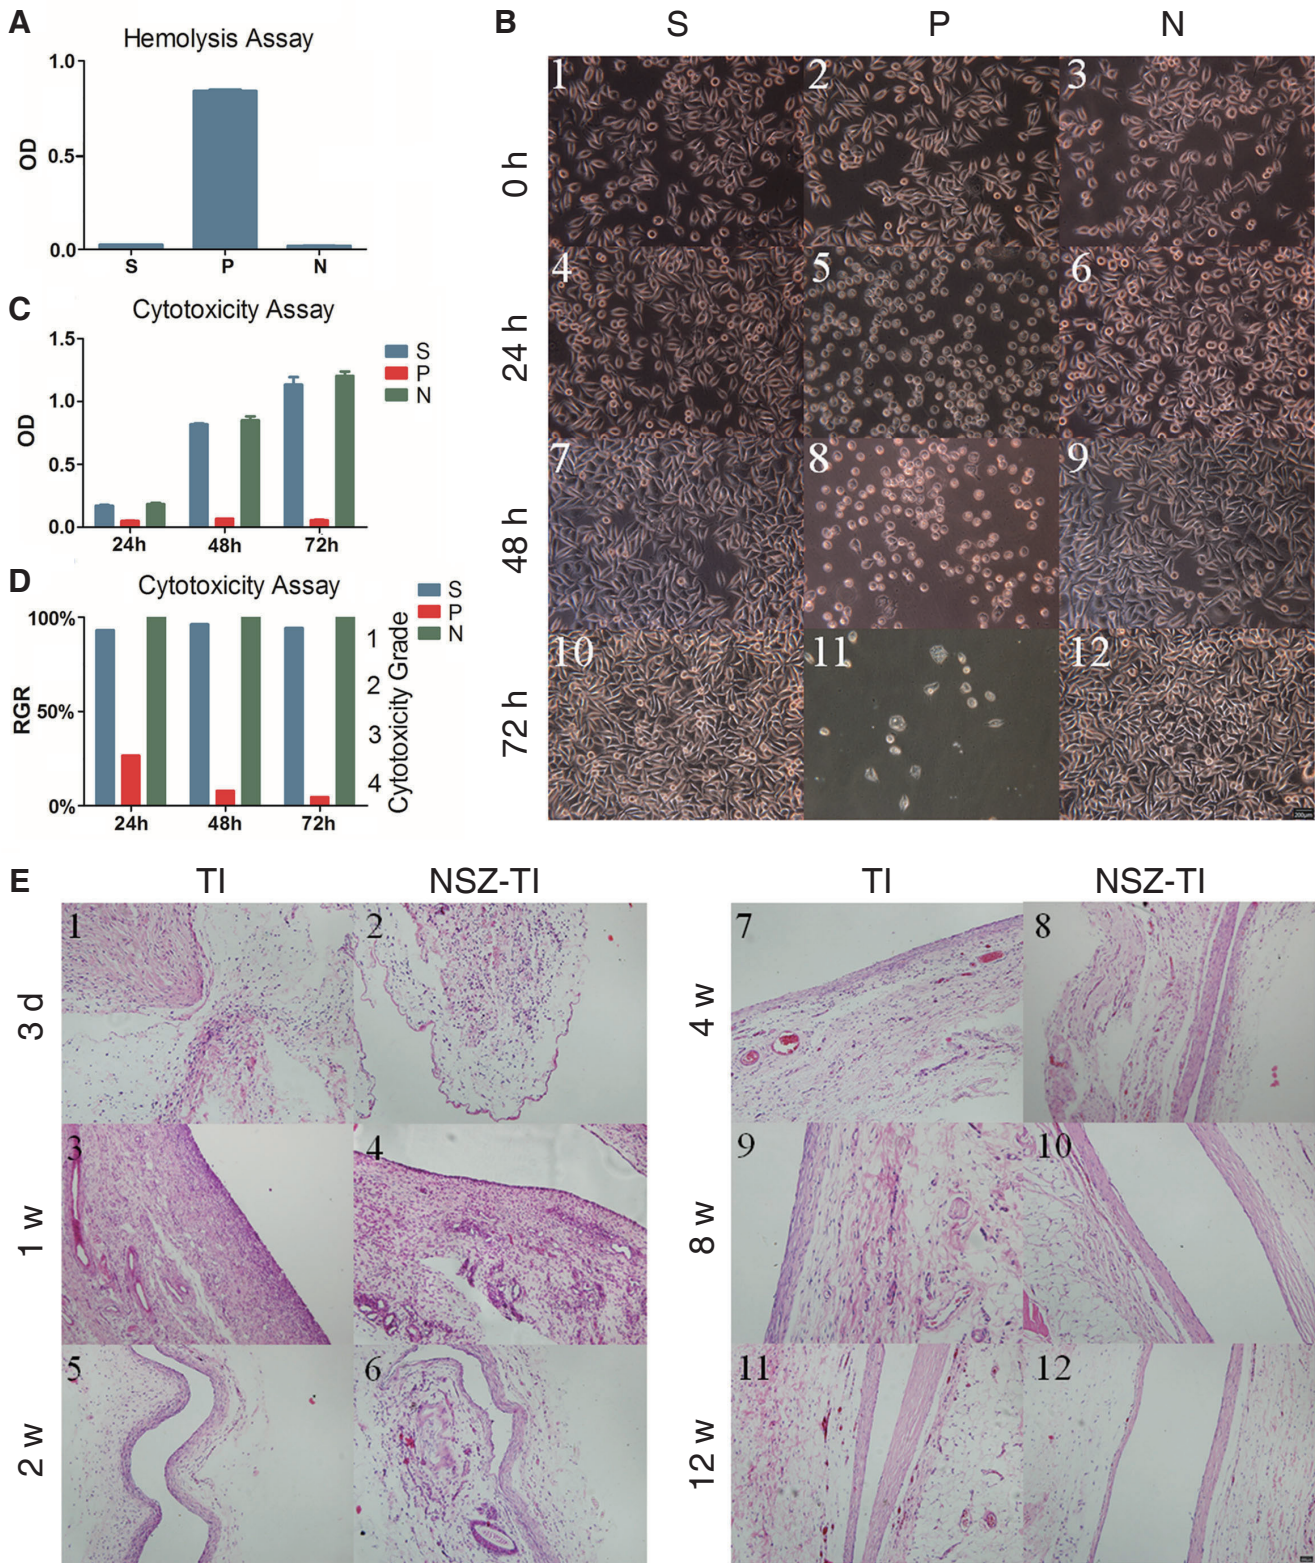 A
Hemolysis Assay
1.0
0.5
0.0
OD
S P N
B
S P N
0 h
24 h
48 h
72 h
1 2 3
4 5 6
7 8 9
10 11 12
200μm
C
Cytotoxicity Assay
1.5
1.0
0.5
0.0
OD
24h 48h 72h
S
P
N
D
Cytotoxicity Assay
100%
50%
0%
RGR
24h 48h 72h
1
2
3
4
Cytotoxicity Grade
S
P
N
E
TI NSZ-TI
3 d
1 w
2 w
1 2
3 4
5 6
TI NSZ-TI
4 w
8 w
12 w
7 8
9 10
11 12